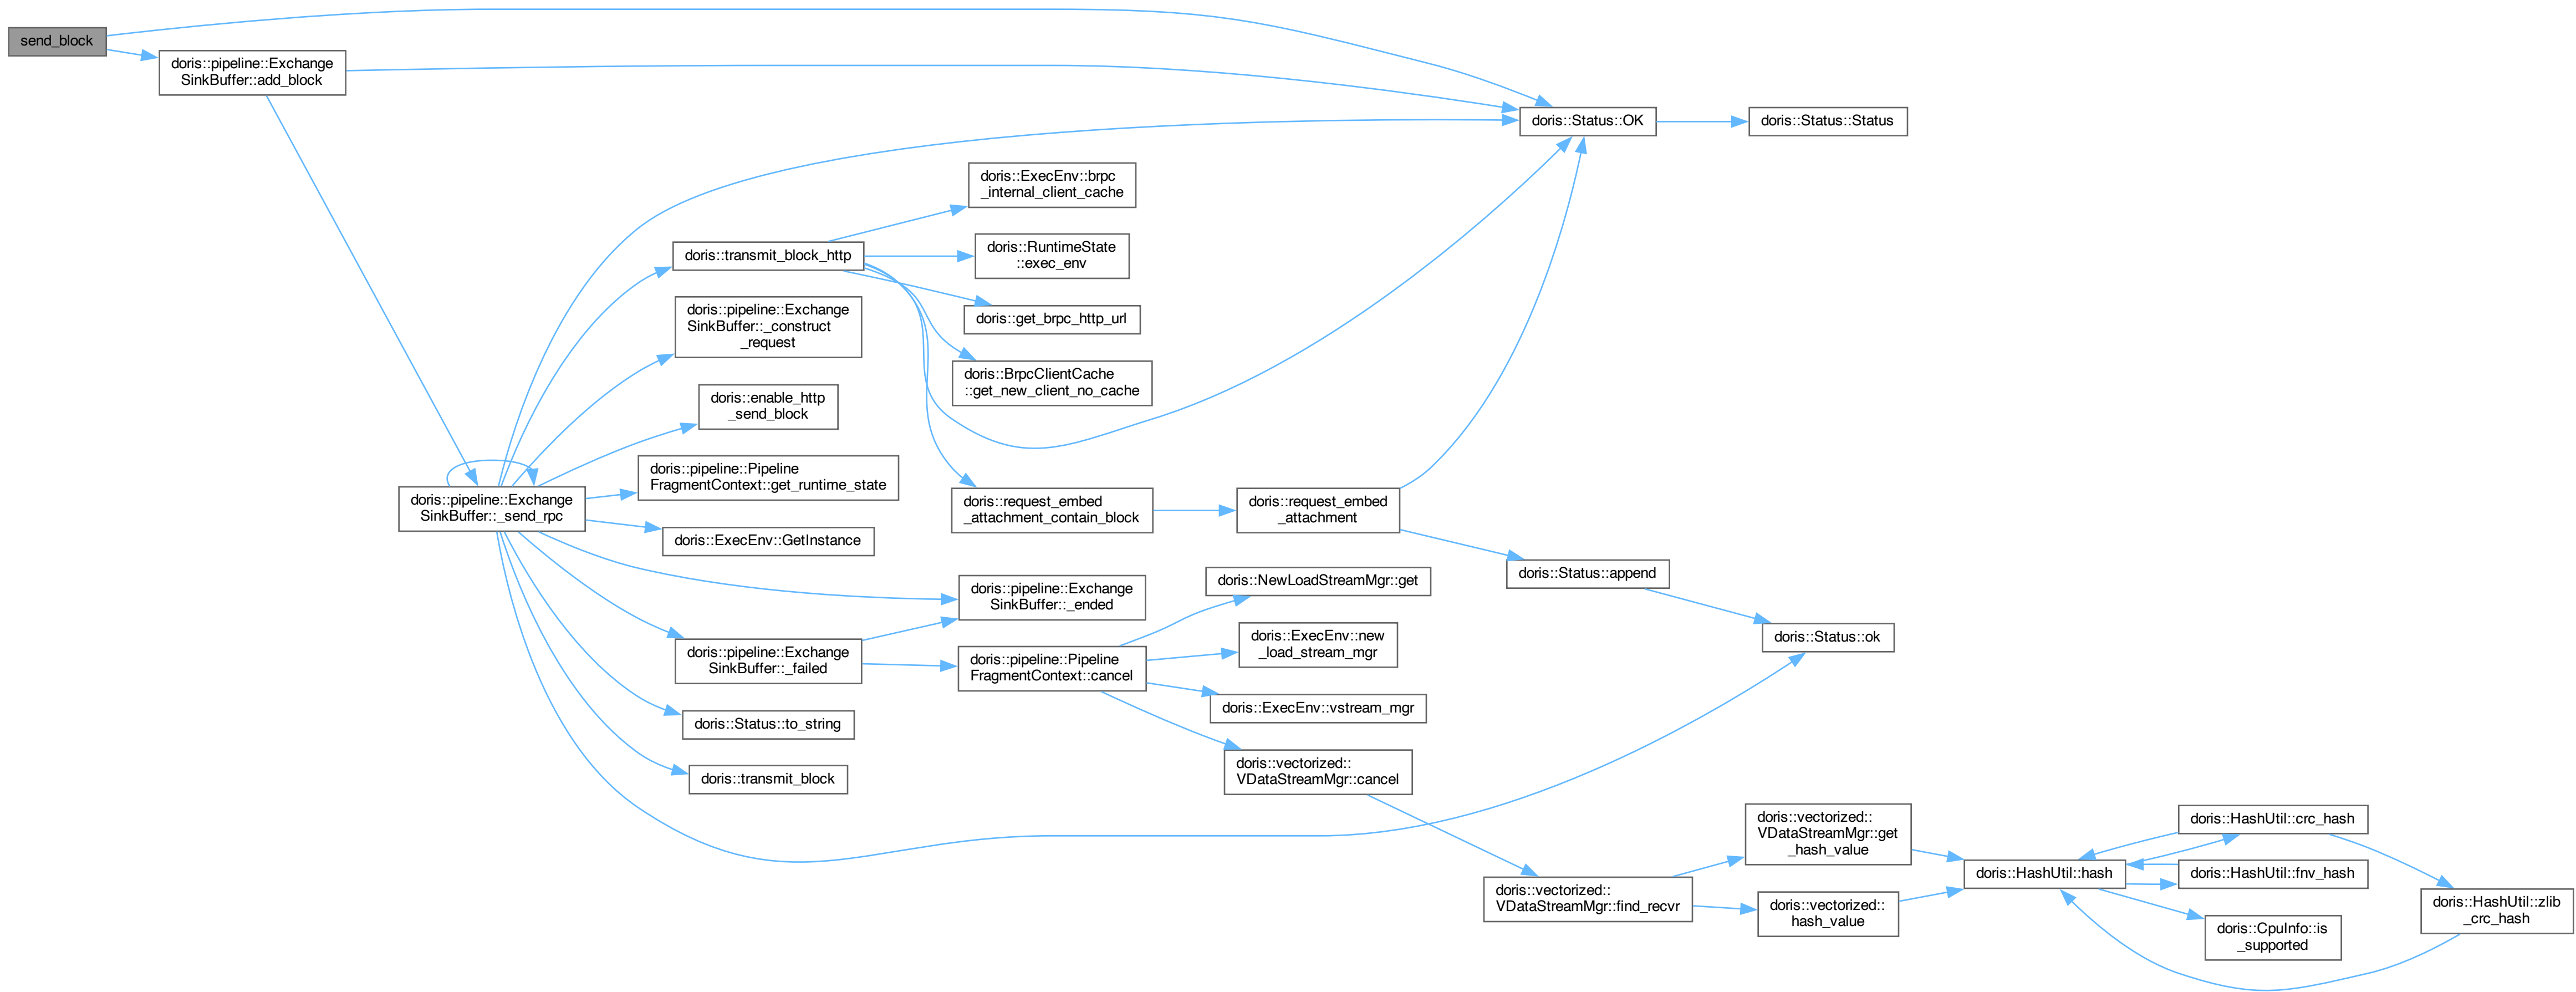 send_block
doris::pipeline::Exchange
SinkBuffer::add_block
doris::Status::OK
doris::Status::Status
doris::ExecEnv::brpc
_internal_client_cache
doris::transmit_block_http
doris::RuntimeState
::exec_env
doris::get_brpc_http_url
doris::pipeline::Exchange
SinkBuffer::_construct
_request
doris::BrpcClientCache
::get_new_client_no_cache
doris::enable_http
_send_block
doris::pipeline::Pipeline
FragmentContext::get_runtime_state
doris::pipeline::Exchange
SinkBuffer::_send_rpc
doris::request_embed
_attachment_contain_block
doris::request_embed
_attachment
doris::ExecEnv::GetInstance
doris::Status::append
doris::pipeline::Exchange
SinkBuffer::_ended
doris::NewLoadStreamMgr::get
doris::Status::ok
doris::pipeline::Exchange
SinkBuffer::_failed
doris::pipeline::Pipeline
FragmentContext::cancel
doris::ExecEnv::new
_load_stream_mgr
doris::ExecEnv::vstream_mgr
doris::Status::to_string
doris::transmit_block
doris::vectorized::
VDataStreamMgr::cancel
doris::vectorized::
VDataStreamMgr::find_recvr
doris::vectorized::
VDataStreamMgr::get
_hash_value
doris::vectorized::
hash_value
doris::HashUtil::hash
doris::HashUtil::crc_hash
doris::HashUtil::fnv_hash
doris::CpuInfo::is
_supported
doris::HashUtil::zlib
_crc_hash